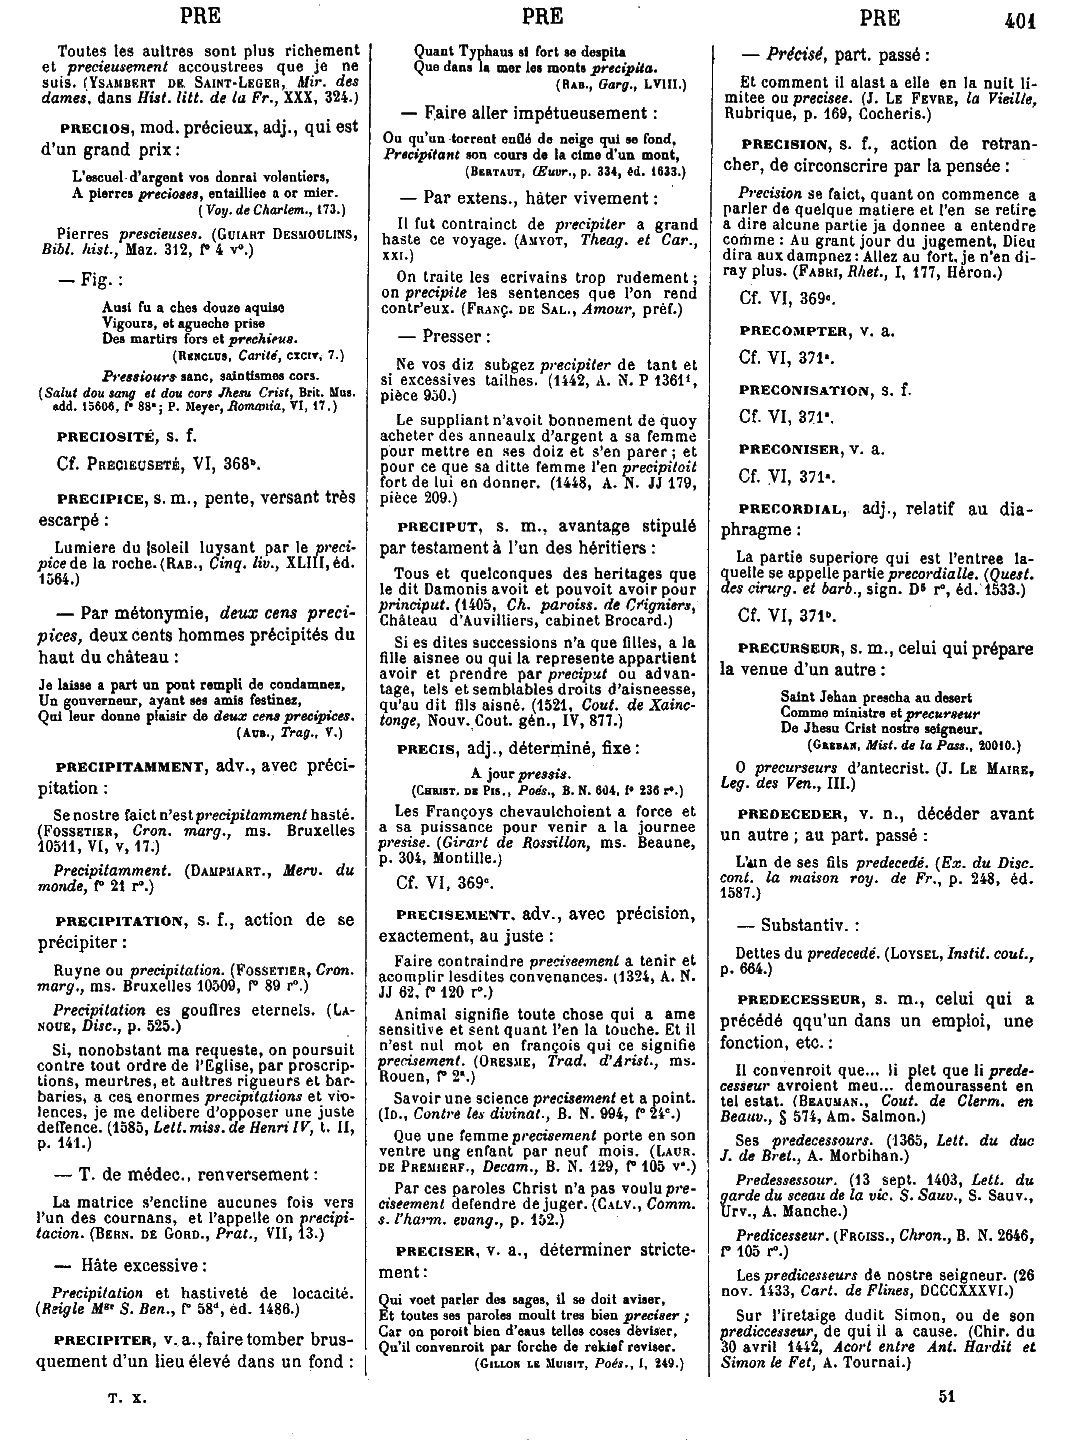 PRE
PRE
PRE
401
Toutes les aultres sont plus richement
et precieusement accoustrees que je ne
suis. (YSAMBERT DE SAINT-LEGER, Mir. des
dames, dans Hist. litt. de la Fr., XXX, 324.)
PRECIOS, mod. précieux, adj., qui est
d'un grand prix :
L'escuel d'argent vos donrai volentiers,
A pierres precioses, entailliee a or mier.
(Voy. de Charlem., 173.)
Pierres prescieuses. (GUIART DESMOULINS,
Bibl. hist., Maz. 312, f° 4 v°.)
— Fig. :
Ausi fu a ches douze aquise
Vigours, et agueche prise
Des martirs fors et prechieus.
(RENCLUS, Carité, CXCIV, 7.)
Pressiours sanc, saintismes cors.
(Salut dou sang et dou cors Jhesu Crist, Brit. Mus.
add. 15606, f° 88ª; P. Meyer, Romania, VI, 17.)
PRECIOSITÉ, s. f.
Cf. PRECIEUSETÉ, VI, 368ᵇ.
PRECIPICE, s. m., pente, versant très
escarpé :
Lumiere du soleil luysant par le preci-
pice de la roche. (RAB., Cinq. liv., XLIII, éd.
1564.)
— Par métonymie, deux cens preci-
pices, deux cents hommes précipités du
haut du château :
Je laisse a part un pont rempli de condamnez,
Un gouverneur, ayant ses amis festinez,
Qui leur donne plaisir de deux cens precipices.
(AUB., Trag., V.)
PRECIPITAMMENT, adv., avec préci-
pitation :
Se nostre faict n'est precipitamment hasté.
(FOSSETIER, Cron. marg., ms. Bruxelles
10511, VI, v, 17.)
Precipitamment. (DAMPMART., Merv. du
monde, f° 21 r°.)
PRECIPITATION, s. f., action de se
précipiter :
Ruyne ou precipitation. (FOSSETIER, Cron.
marg., ms. Bruxelles 10509, f° 89 r°.)
Precipitation es gouffres eternels. (LA-
NOUE, Disc., p. 525.)
Si, nonobstant ma requeste, on poursuit
contre tout ordre de l'Eglise, par proscrip-
tions, meurtres, et aultres rigueurs et bar-
baries, a ces enormes precipitations et vio-
lences, je me delibere d'opposer une juste
deffence. (1585, Lett. miss. de Henri IV, t. II,
p. 141.)
— T. de médec., renversement :
La matrice s'encline aucunes fois vers
l'un des cournans, et l'appelle on precipi-
tacion. (BERN. DE GORD., Prat., VII, 13.)
— Hâte excessive :
Precipitation et hastiveté de locacité.
(Reigle Mᵍʳ S. Ben., f° 58ᵈ, éd. 1486.)
PRECIPITER, v. a., faire tomber brus-
quement d'un lieu élevé dans un fond :
Quant Typhaus si fort se despita
Que dans la mer les monts precipita.
(RAB., Garg., LVIII.)
— Faire aller impétueusement :
Ou qu'un torrent enflé de neige qui se fond,
Precipitant son cours de la cime d'un mont,
(BERTAUT, Œuvr., p. 334, éd. 1633.)
— Par extens., hâter vivement :
Il fut contrainct de precipiter a grand
haste ce voyage. (AMYOT, Theag. et Car.,
XXI.)
On traite les ecrivains trop rudement ;
on precipite les sentences que l'on rend
contr'eux. (FRANÇ. DE SAL., Amour, préf.)
— Presser :
Ne vos diz subgez precipiter de tant et
si excessives tailhes. (1442, A. N. P 1361¹,
pièce 950.)
Le suppliant n'avoit bonnement de quoy
acheter des anneaulx d'argent a sa femme
pour mettre en ses doiz et s'en parer ; et
pour ce que sa ditte femme l'en precipitoit
fort de lui en donner. (1448, A. N. JJ 179,
pièce 209.)
PRECIPUT, s. m., avantage stipulé
par testament à l'un des héritiers :
Tous et quelconques des heritages que
le dit Damonis avoit et pouvoit avoir pour
principut. (1405, Ch. paroiss. de Crigniers,
Château d'Auvilliers, cabinet Brocard.)
Si es dites successions n'a que filles, a la
fille aisnee ou qui la represente appartient
avoir et prendre par preciput ou advan-
tage, tels et semblables droits d'aisneesse,
qu'au dit fils aisné. (1521, Cout. de Xainc-
tonge, Nouv. Cout. gén., IV, 877.)
PRECIS, adj., déterminé, fixe :
A jour pressis.
(CHRIST. DE PIS., Poés., B. N. 604, f° 236 r°.)
Les Françoys chevaulchoient a force et
a sa puissance pour venir a la journee
presise. (Girart de Rossillon, ms. Beaune,
p. 304, Montille.)
Cf. VI, 369ᶜ.
PRECISEMENT, adv., avec précision,
exactement, au juste :
Faire contraindre preciseement a tenir et
acomplir lesdites convenances. (1324, A. N.
JJ 62, f° 120 r°.)
Animal signifie toute chose qui a ame
sensitive et sent quant l'en la touche. Et il
n'est nul mot en françois qui ce signifie
precisement. (ORESME, Trad. d'Arist., ms.
Rouen, f° 2ª.)
Savoir une science precisement et a point.
(ID., Contre les divinat., B. N. 994, f° 24ᶜ.)
Que une femme precisement porte en son
ventre ung enfant par neuf mois. (LAUR.
DE PREMIERF., Decam., B. N. 129, f° 105 vª.)
Par ces paroles Christ n'a pas voulu pre-
ciseement defendre de juger. (CALV., Comm.
s. l'harm. evang., p. 152.)
PRECISER, v. a., déterminer stricte-
ment :
Qui voet parler des sages, il se doit aviser,
Et toutes ses paroles moult tres bien preciser ;
Car on poroit bien d'eaus telles coses deviser,
Qu'il convenroit par forche de rekief reviser.
(GILLON LE MUISIT, Poés., I, 249.)
— Précisé, part. passé :
Et comment il alast a elle en la nuit li-
mitee ou precisee. (J. LE FEVRE, la Vieille,
Rubrique, p. 169, Cocheris.)
PRECISION, s. f., action de retran-
cher, de circonscrire par la pensée :
Precision se faict, quant on commence a
parler de quelque matiere et l'en se retire
a dire alcune partie ja donnee a entendre
comme : Au grant jour du jugement, Dieu
dira aux dampnez : Allez au fort, je n'en di-
ray plus. (FABRI, Rhet., I, 177, Héron.)
Cf. VI, 369ᶜ.
PRECOMPTER, v. a.
Cf. VI, 371ª.
PRECONISATION, s. f.
Cf. VI, 371ª.
PRECONISER, v. a.
Cf. VI, 371ª.
PRECORDIAL, adj., relatif au dia-
phragme :
La partie superiore qui est l'entree la-
quelle se appelle partie precordialle. (Quest.
des cirurg. et barb., sign. D⁵ r°, éd. 1533.)
Cf. VI, 371ᵇ.
PRECURSEUR, s. m., celui qui prépare
la venue d'un autre :
Saint Jehan prescha au desert
Comme ministre et precurseur
De Jhesu Crist nostre seigneur.
(GREBAN, Mist. de la Pass., 20010.)
O precurseurs d'antecrist. (J. LE MAIRE,
Leg. des Ven., III.)
PREDECEDER, v. n., décéder avant
un autre ; au part. passé :
L'un de ses fils predecedé. (Ex. du Disc.
cont. la maison roy. de Fr., p. 248, éd.
1587.)
— Substantiv. :
Dettes du predecedé. (LOYSEL, Instit. cout.,
p. 664.)
PREDECESSEUR, s. m., celui qui a
précédé qqu'un dans un emploi, une
fonction, etc. :
Il convenroit que... li plet que li prede-
cesseur avroient meu... demourassent en
tel estat. (BEAUMAN., Cout. de Clerm. en
Beauv., § 574, Am. Salmon.)
Ses predecessours. (1365, Lett. du duc
J. de Bret., A. Morbihan.)
Predessessour. (13 sept. 1403, Lett. du
garde du sceau de la vic. S. Sauv., S. Sauv.,
Urv., A. Manche.)
Predicesseur. (FROISS., Chron., B. N. 2646,
f° 105 r°.)
Les predicesseurs de nostre seigneur. (26
nov. 1433, Cart. de Flines, DCCCXXXVI.)
Sur l'iretaige dudit Simon, ou de son
prediccesseur, de qui il a cause. (Chir. du
30 avril 1442, Acort entre Ant. Hardit et
Simon le Fet, A. Tournai.)
T. X.
51